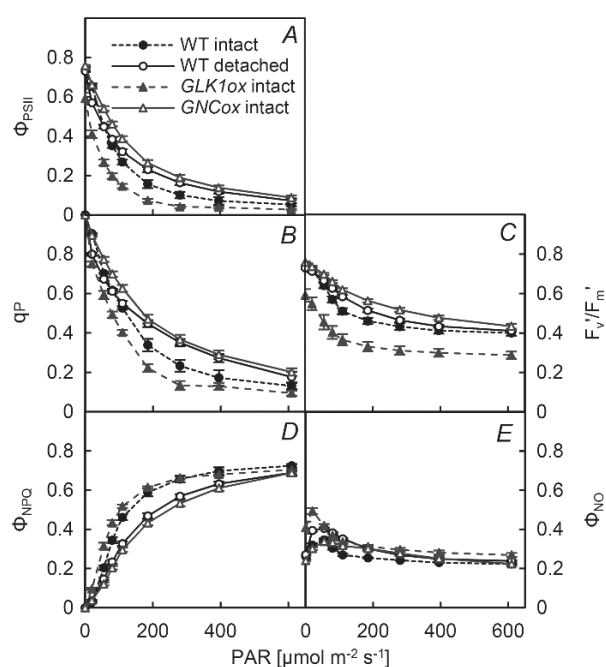 A
WT intact
WT detached
GLK1ox intact
GNCox intact
0.8
0.6
0.4
0.2
0
ΦPSII
B
0.8
0.6
0.4
0.2
0
qP
C
0.8
0.6
0.4
0.2
0
Fv'/Fm'
D
0.8
0.6
0.4
0.2
0
ΦNPQ
E
0.8
0.6
0.4
0.2
0
ΦNO
0 200 400 600 0 200 400 600
PAR [µmol m-2 s-1]